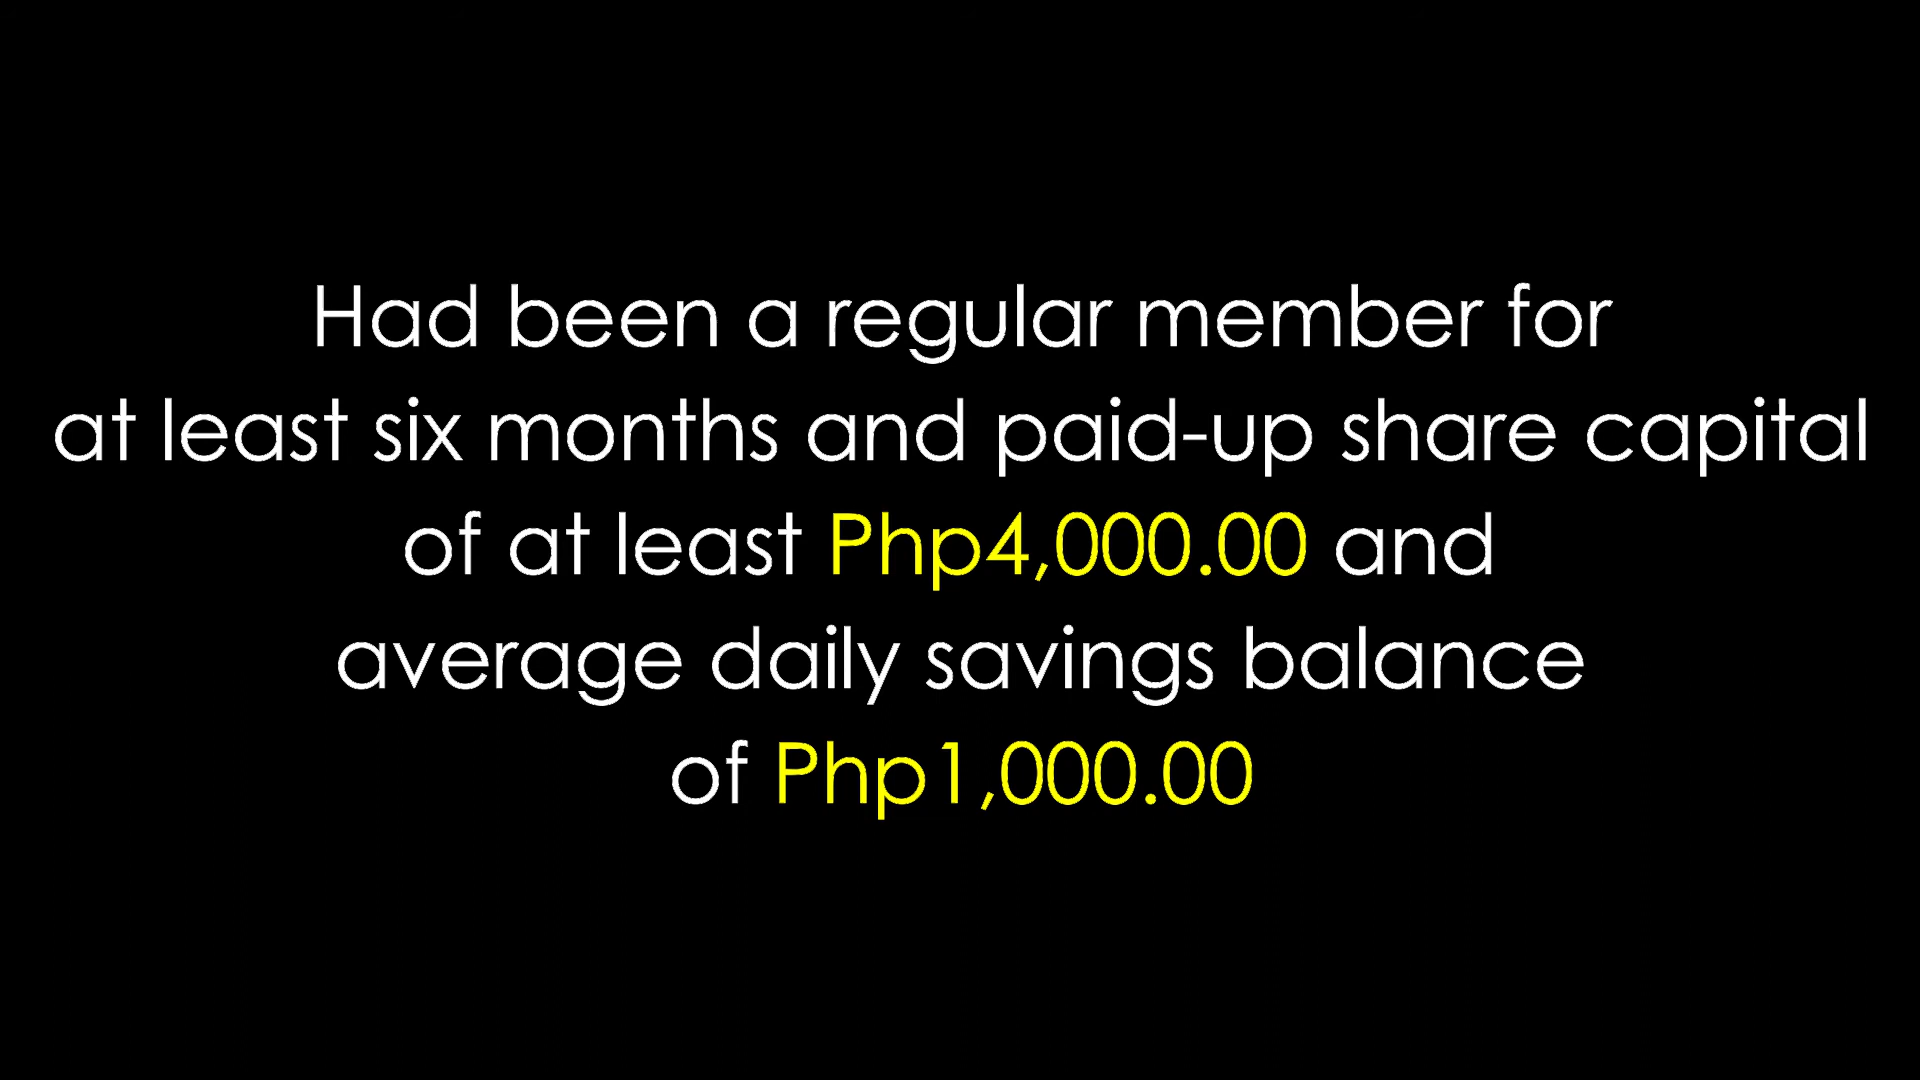 Had been a regular member for
at least six months and paid-up share capital
of at least Php4,000.00 and
average daily savings balance
of Php1,000.00